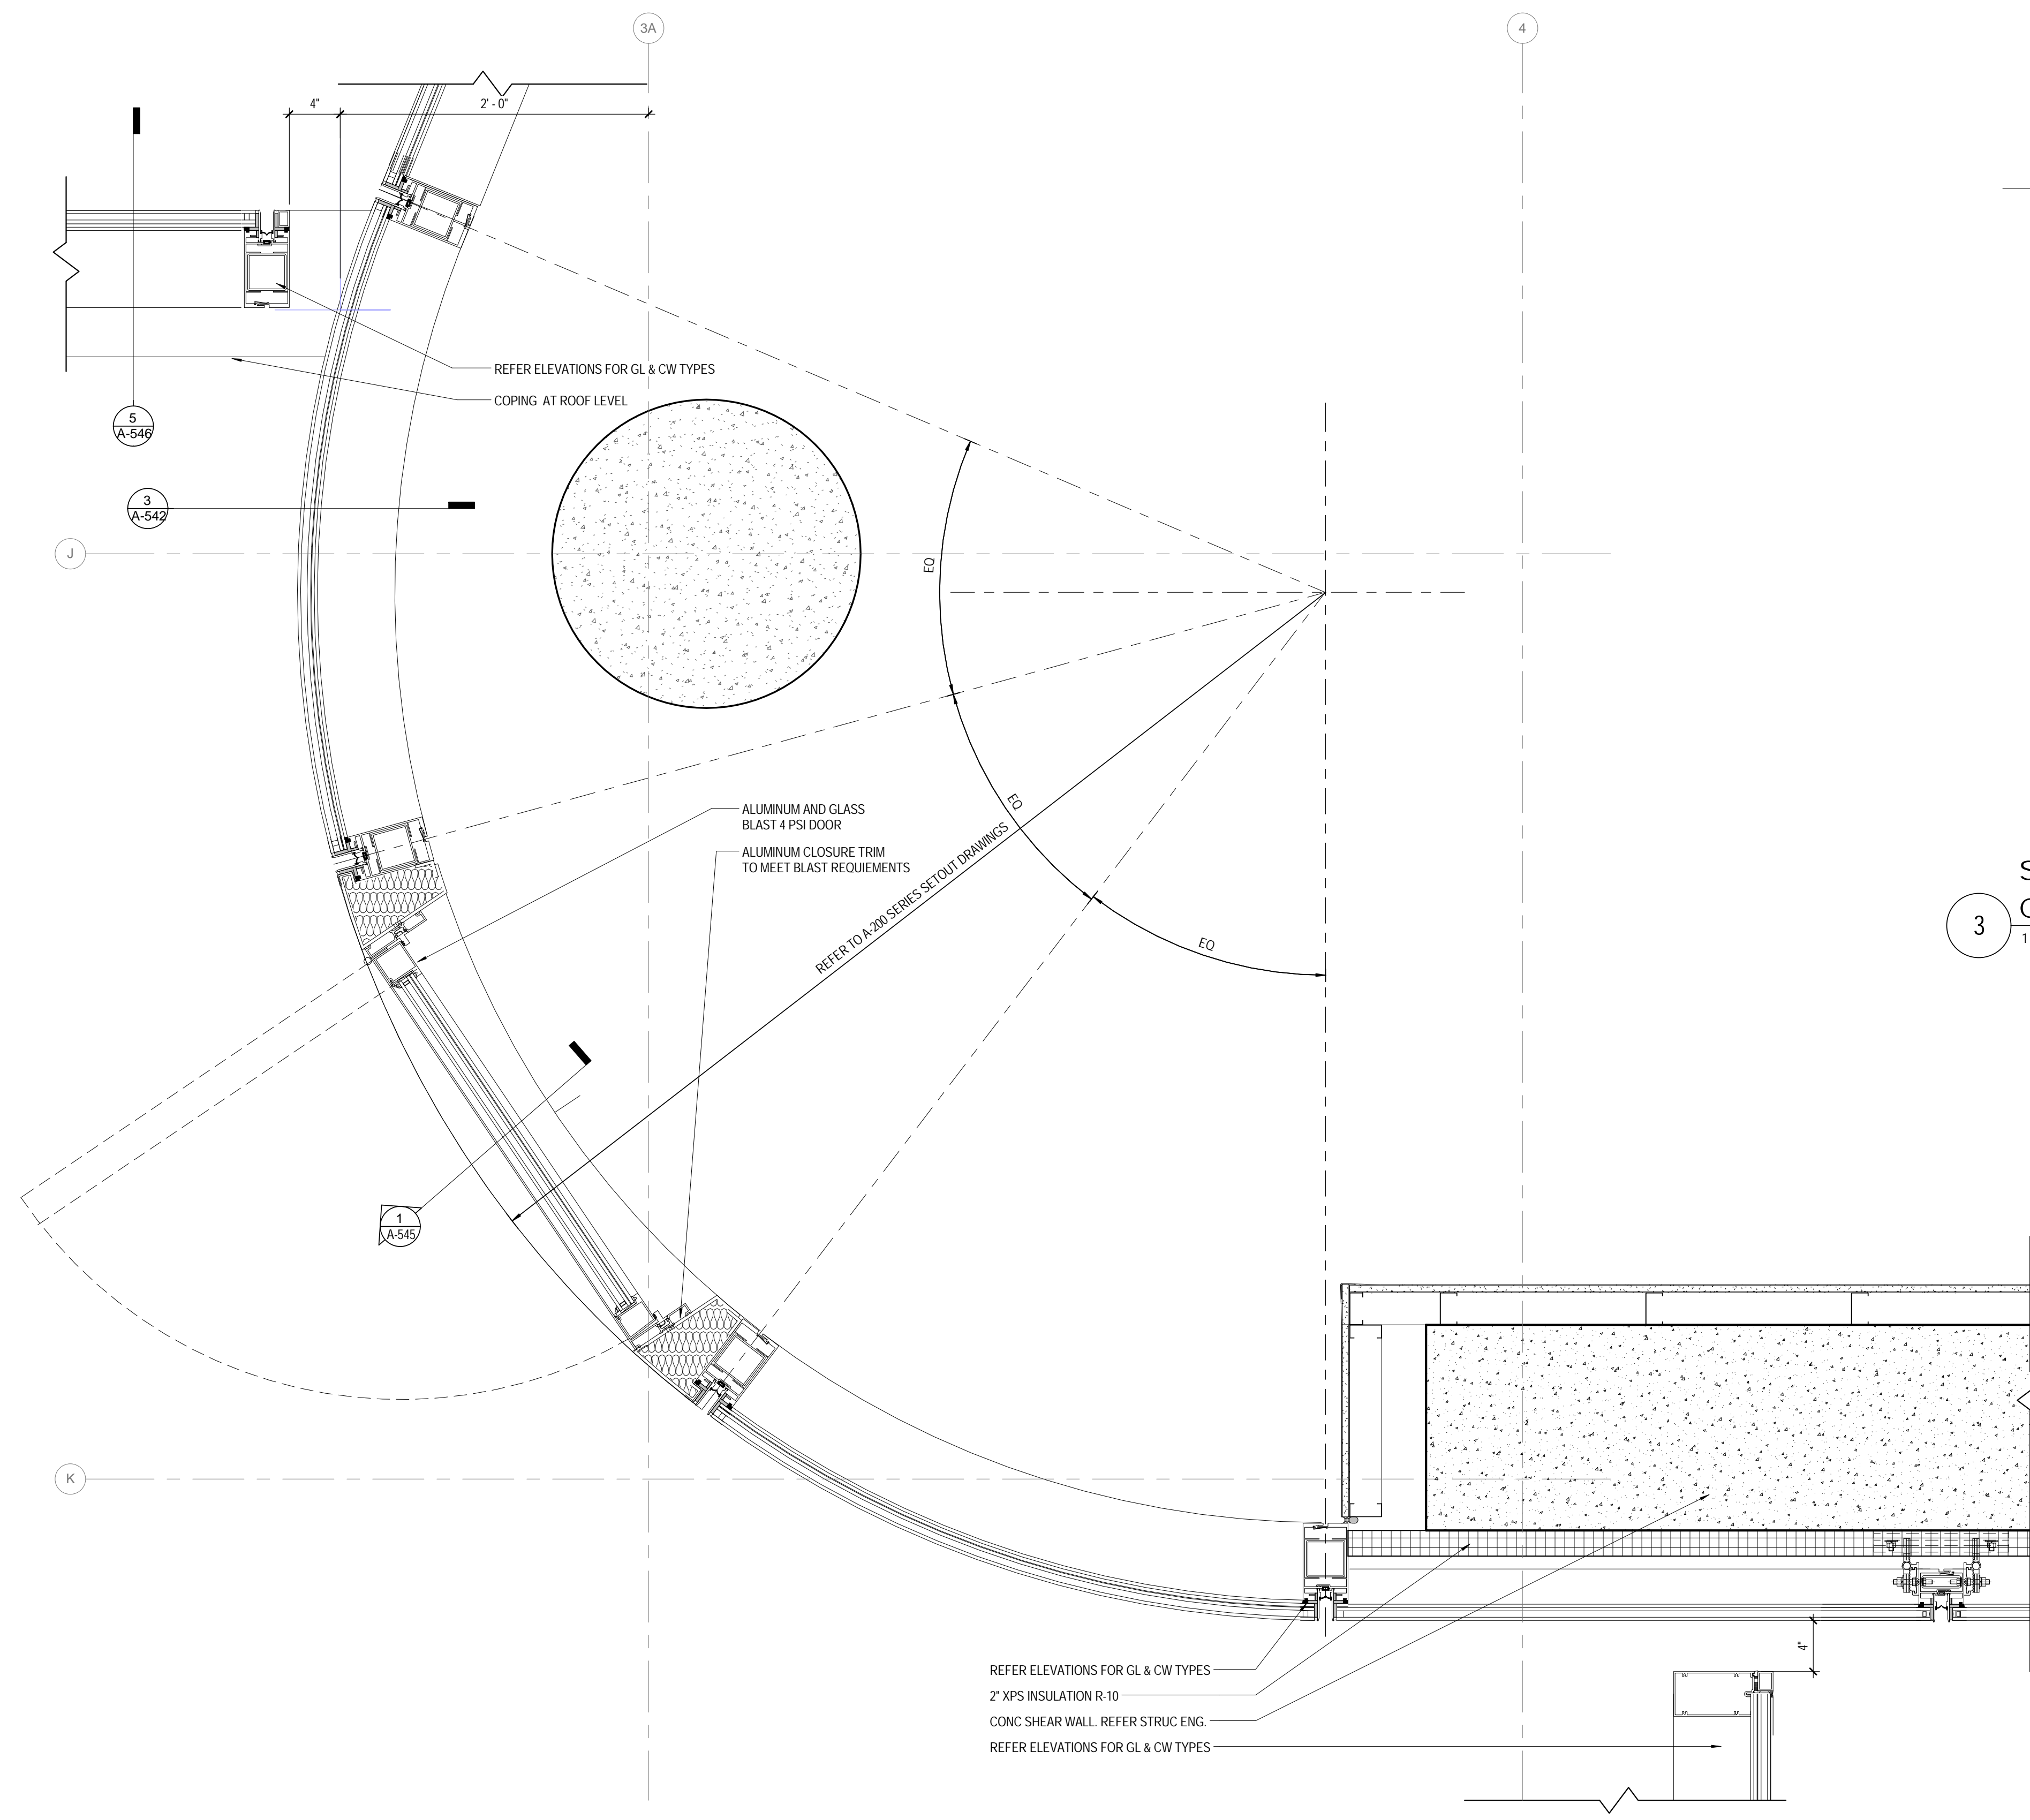 3A
4
4"
2' - 0"
REFER ELEVATIONS FOR GL & CW TYPES
COPING AT ROOF LEVEL
5
A-546
3
A-542
J
EQ
ALUMINUM AND GLASS
BLAST 4 PSI DOOR
ALUMINUM CLOSURE TRIM
TO MEET BLAST REQUIEMENTS
EQ
REFER TO A-200 SERIES SETOUT DRAWINGS
EQ
3
1
1
A-545
K
4"
REFER ELEVATIONS FOR GL & CW TYPES
2" XPS INSULATION R-10
CONC SHEAR WALL. REFER STRUC ENG.
REFER ELEVATIONS FOR GL & CW TYPES